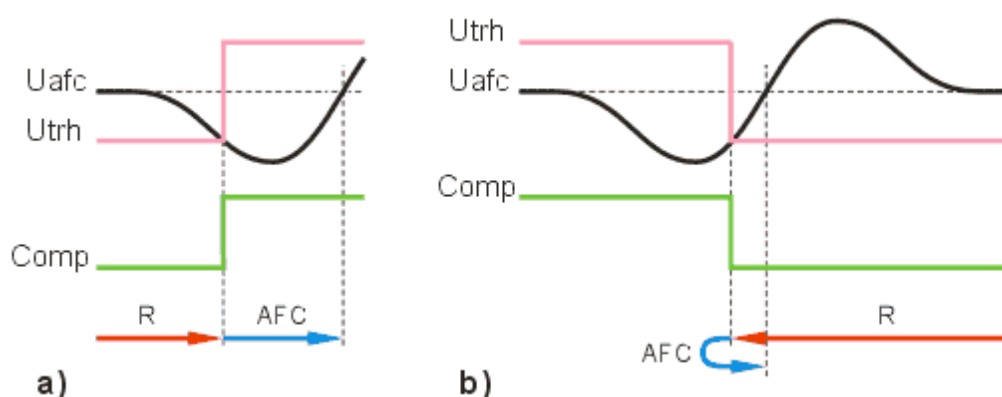 Uafc
Utrh
Comp
R
AFC
a)
Utrh
Uafc
Comp
R
AFC
b)